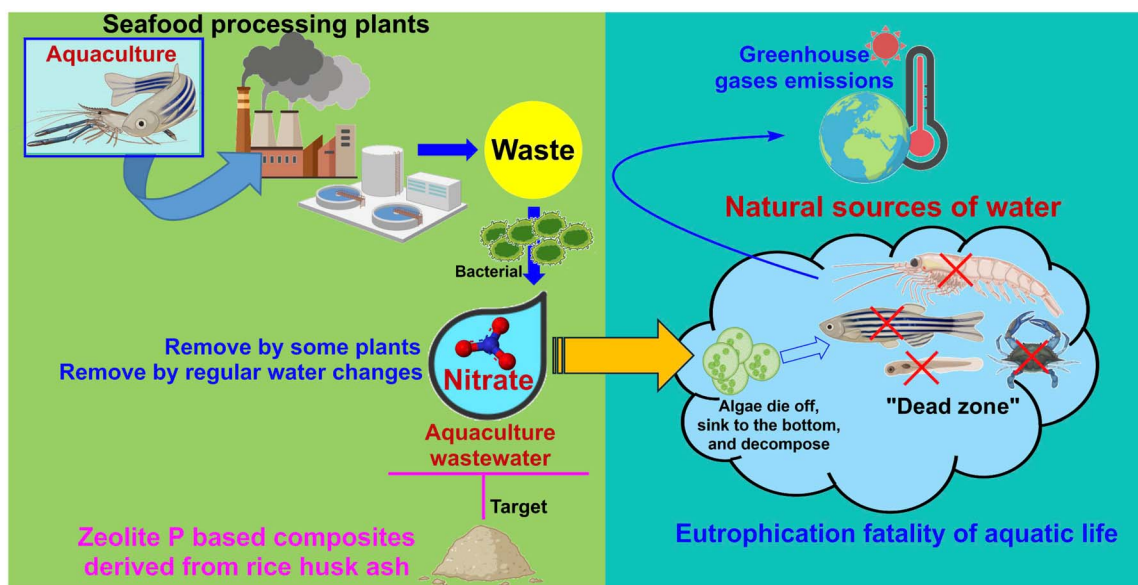 Seafood processing plants
Aquaculture
Waste
Bacterial
Remove by some plants
Remove by regular water changes
Nitrate
Aquaculture
wastewater
Target
Zeolite P based composites
derived from rice husk ash
Greenhouse
gases emissions
Natural sources of water
Algae die off,
sink to the bottom,
and decompose
"Dead zone"
Eutrophication fatality of aquatic life